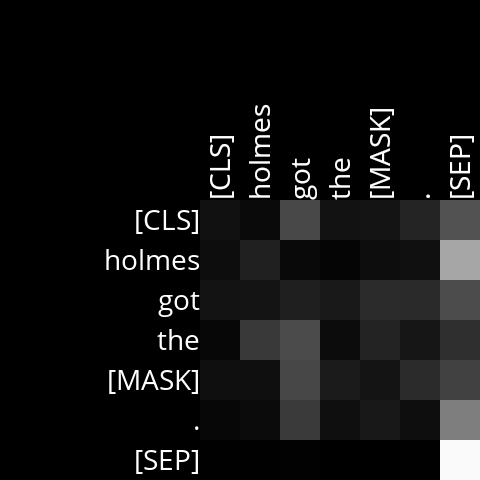 [CLS]
holmes
got
the
[MASK]
.
[SEP]
[CLS]
holmes
got
the
[MASK]
.
[SEP]